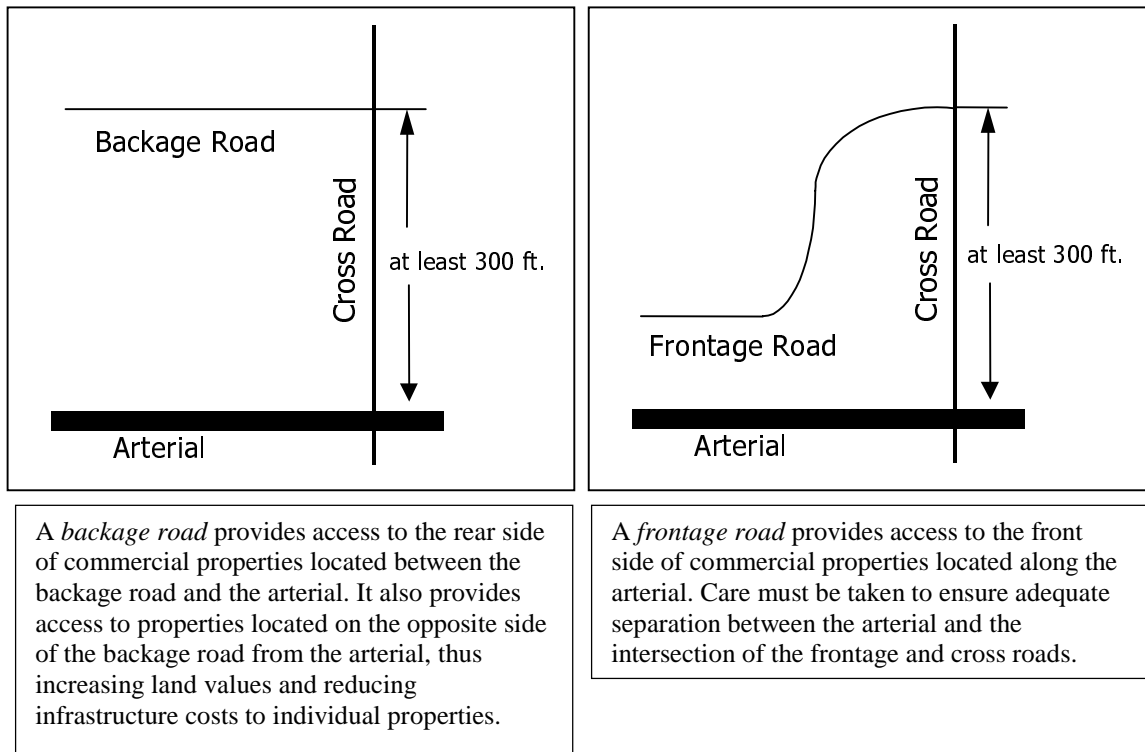 Backage Road
Cross Road
at least 300 ft.
Arterial
Frontage Road
Cross Road
at least 300 ft.
Arterial
A backage road provides access to the rear side
of commercial properties located between the
backage road and the arterial. It also provides
access to properties located on the opposite side
of the backage road from the arterial, thus
increasing land values and reducing
infrastructure costs to individual properties.
A frontage road provides access to the front
side of commercial properties located along the
arterial. Care must be taken to ensure adequate
separation between the arterial and the
intersection of the frontage and cross roads.